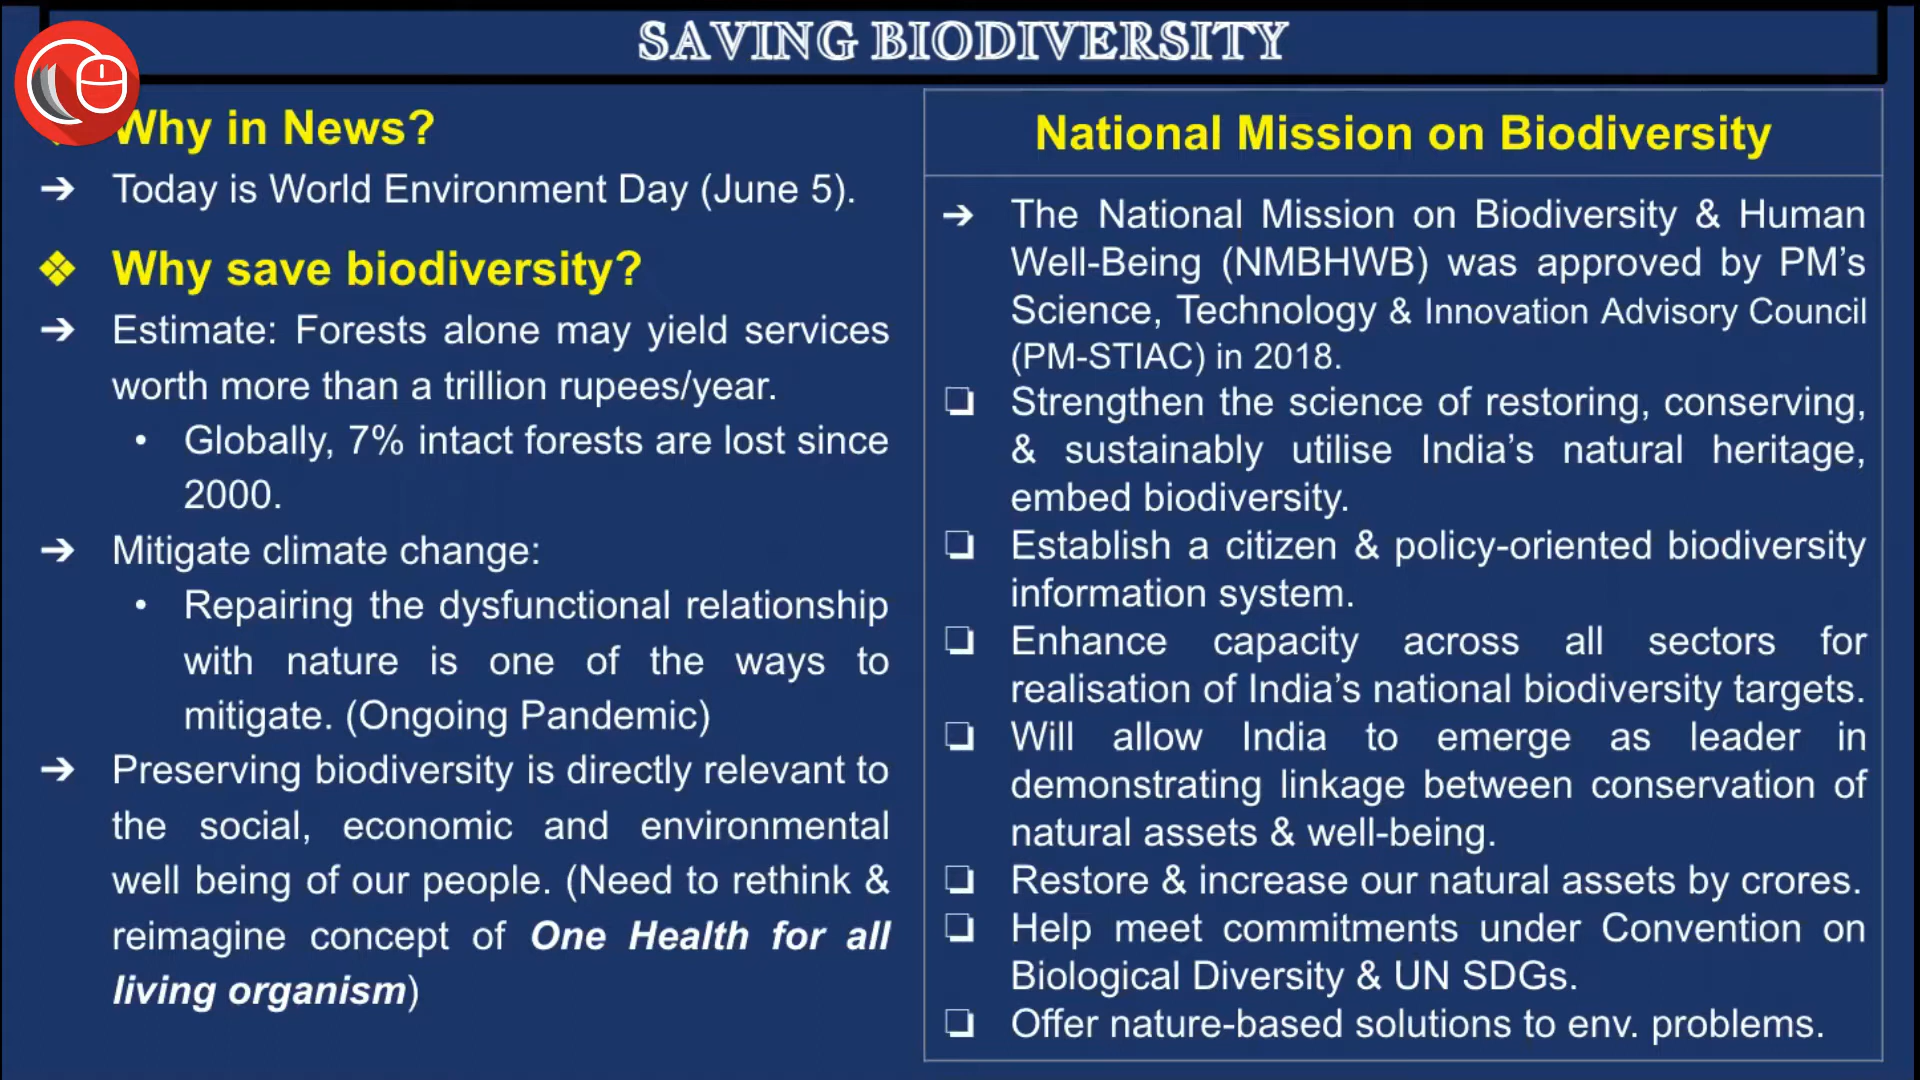 SAVING BIODIVERSITY
Why in News?
➔ Today is World Environment Day (June 5).
❖ Why save biodiversity?
➔ Estimate: Forests alone may yield services
worth more than a trillion rupees/year.
• Globally, 7% intact forests are lost since
2000.
➔ Mitigate climate change:
• Repairing the dysfunctional relationship
with nature is one of the ways to
mitigate. (Ongoing Pandemic)
➔ Preserving biodiversity is directly relevant to
the social, economic and environmental
well being of our people. (Need to rethink &
reimagine concept of One Health for all
living organism)
National Mission on Biodiversity
➔ The National Mission on Biodiversity & Human
Well-Being (NMBHWB) was approved by PM's
Science, Technology & Innovation Advisory Council
(PM-STIAC) in 2018.
❏ Strengthen the science of restoring, conserving,
& sustainably utilise India's natural heritage,
embed biodiversity.
❏ Establish a citizen & policy-oriented biodiversity
information system.
❏ Enhance capacity across all sectors for
realisation of India's national biodiversity targets.
❏ Will allow India to emerge as leader in
demonstrating linkage between conservation of
natural assets & well-being.
❏ Restore & increase our natural assets by crores.
❏ Help meet commitments under Convention on
Biological Diversity & UN SDGs.
❏ Offer nature-based solutions to env. problems.